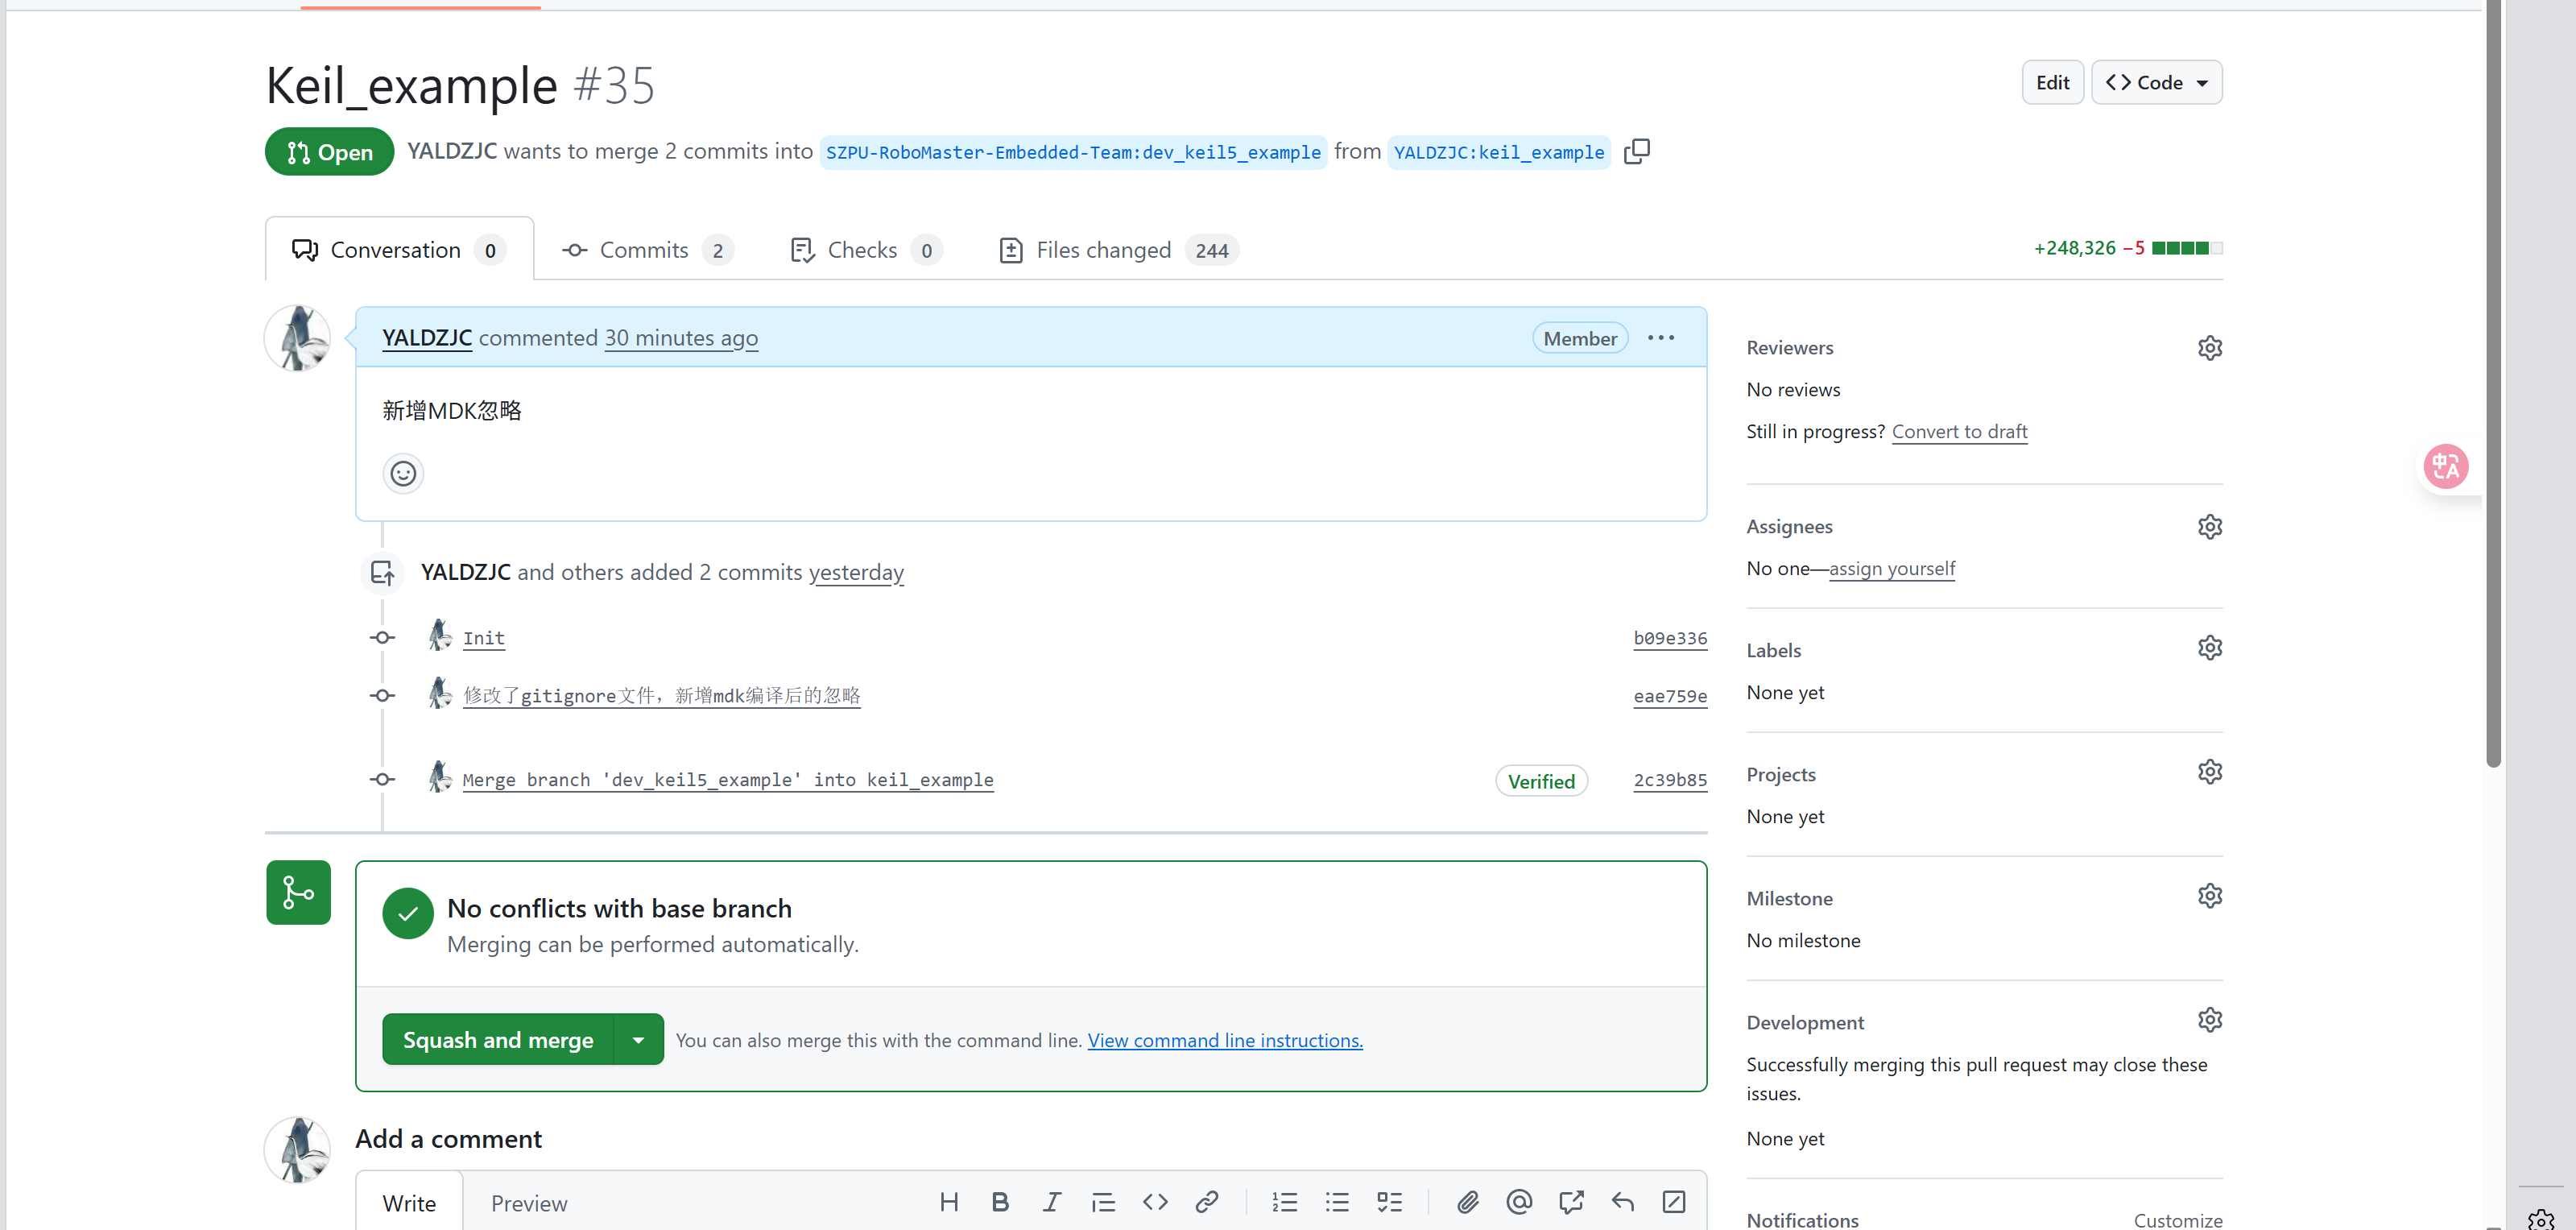 Keil_example #35
Edit
Code
Open
YALDZJC wants to merge 2 commits into SZPU-RoboMaster-Embedded-Team:dev_keil5_example from YALDZJC:keil_example
Conversation 0
Commits 2
Checks 0
Files changed 244
+248,326 −5
YALDZJC commented 30 minutes ago
Member
新增MDK忽略
YALDZJC and others added 2 commits yesterday
Init
b09e336
修改了gitignore文件，新增mdk编译后的忽略
eae759e
Merge branch 'dev_keil5_example' into keil_example
Verified
2c39b85
No conflicts with base branch
Merging can be performed automatically.
Squash and merge
You can also merge this with the command line. View command line instructions.
Add a comment
Write
Preview
Reviewers
No reviews
Still in progress? Convert to draft
Assignees
No one—assign yourself
Labels
None yet
Projects
None yet
Milestone
No milestone
Development
Successfully merging this pull request may close these
issues.
None yet
Notifications
Customize
中A